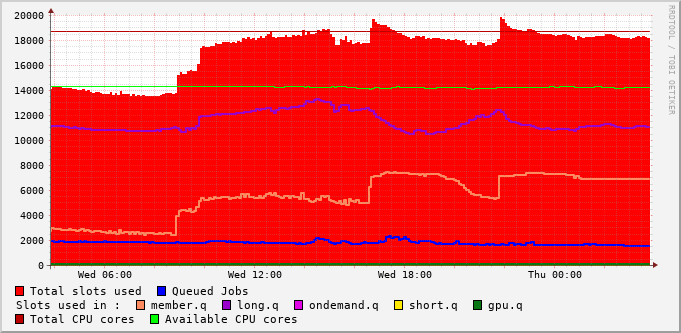 20000
18000
16000
14000
12000
10000
8000
6000
4000
2000
0
Wed 06:00 Wed 12:00 Wed 18:00 Thu 00:00
RRDTOOL / TOBI OETIKER
Total slots used Queued Jobs
Slots used in : member.q long.q ondemand.q short.q gpu.q
Total CPU cores Available CPU cores